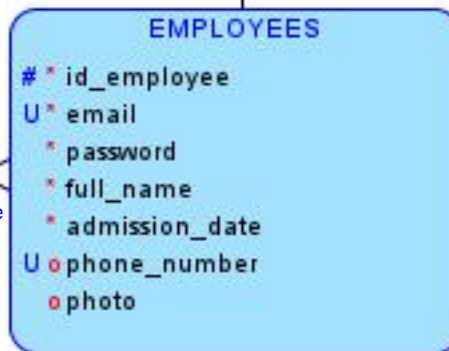 EMPLOYEES
# * id_employee
U * email
* password
* full_name
* admission_date
e
U o phone_number
o photo